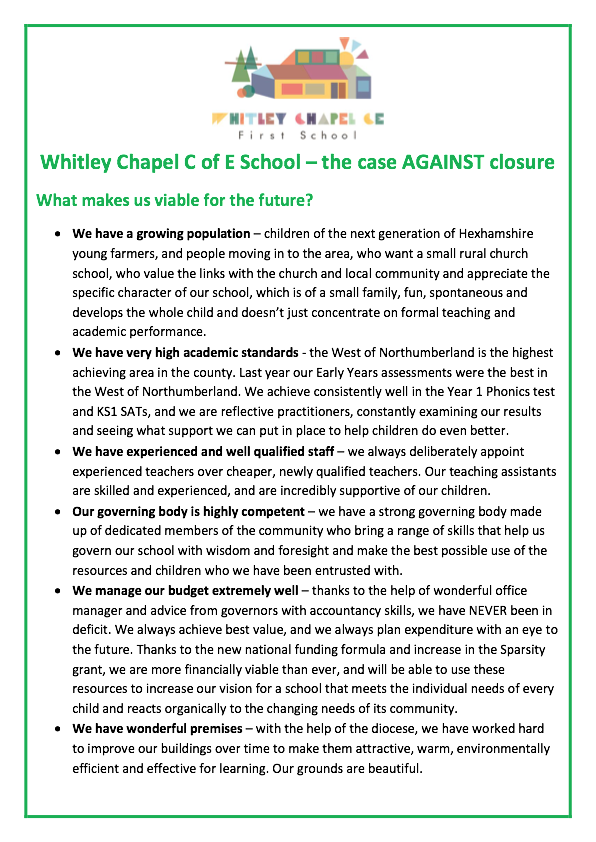 WHITLEY CHAPEL CE
First School
Whitley Chapel C of E School – the case AGAINST closure
What makes us viable for the future?
• We have a growing population – children of the next generation of Hexhamshire
young farmers, and people moving in to the area, who want a small rural church
school, who value the links with the church and local community and appreciate the
specific character of our school, which is of a small family, fun, spontaneous and
develops the whole child and doesn’t just concentrate on formal teaching and
academic performance.
• We have very high academic standards - the West of Northumberland is the highest
achieving area in the county. Last year our Early Years assessments were the best in
the West of Northumberland. We achieve consistently well in the Year 1 Phonics test
and KS1 SATs, and we are reflective practitioners, constantly examining our results
and seeing what support we can put in place to help children do even better.
• We have experienced and well qualified staff – we always deliberately appoint
experienced teachers over cheaper, newly qualified teachers. Our teaching assistants
are skilled and experienced, and are incredibly supportive of our children.
• Our governing body is highly competent – we have a strong governing body made
up of dedicated members of the community who bring a range of skills that help us
govern our school with wisdom and foresight and make the best possible use of the
resources and children who we have been entrusted with.
• We manage our budget extremely well – thanks to the help of wonderful office
manager and advice from governors with accountancy skills, we have NEVER been in
deficit. We always achieve best value, and we always plan expenditure with an eye to
the future. Thanks to the new national funding formula and increase in the Sparsity
grant, we are more financially viable than ever, and will be able to use these
resources to increase our vision for a school that meets the individual needs of every
child and reacts organically to the changing needs of its community.
• We have wonderful premises – with the help of the diocese, we have worked hard
to improve our buildings over time to make them attractive, warm, environmentally
efficient and effective for learning. Our grounds are beautiful.